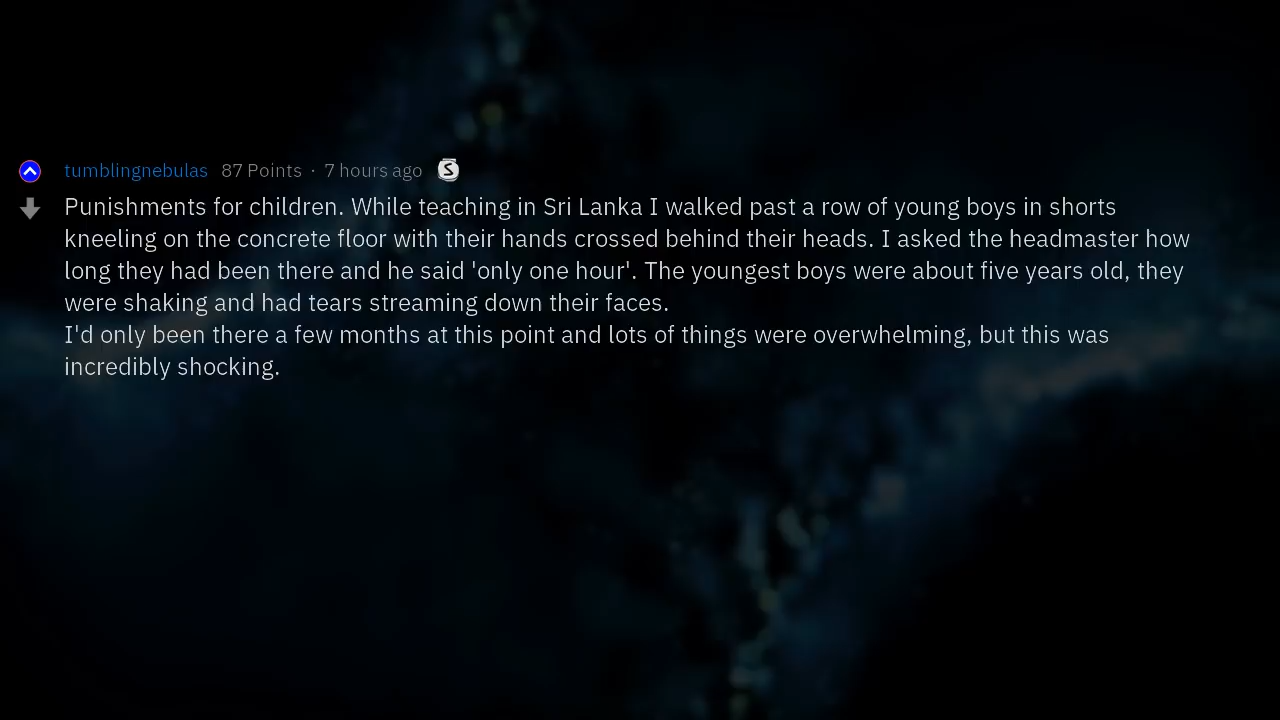 tumblingnebulas 87 Points · 7 hours ago S
Punishments for children. While teaching in Sri Lanka I walked past a row of young boys in shorts
kneeling on the concrete floor with their hands crossed behind their heads. I asked the headmaster how
long they had been there and he said 'only one hour'. The youngest boys were about five years old, they
were shaking and had tears streaming down their faces.
I'd only been there a few months at this point and lots of things were overwhelming, but this was
incredibly shocking.